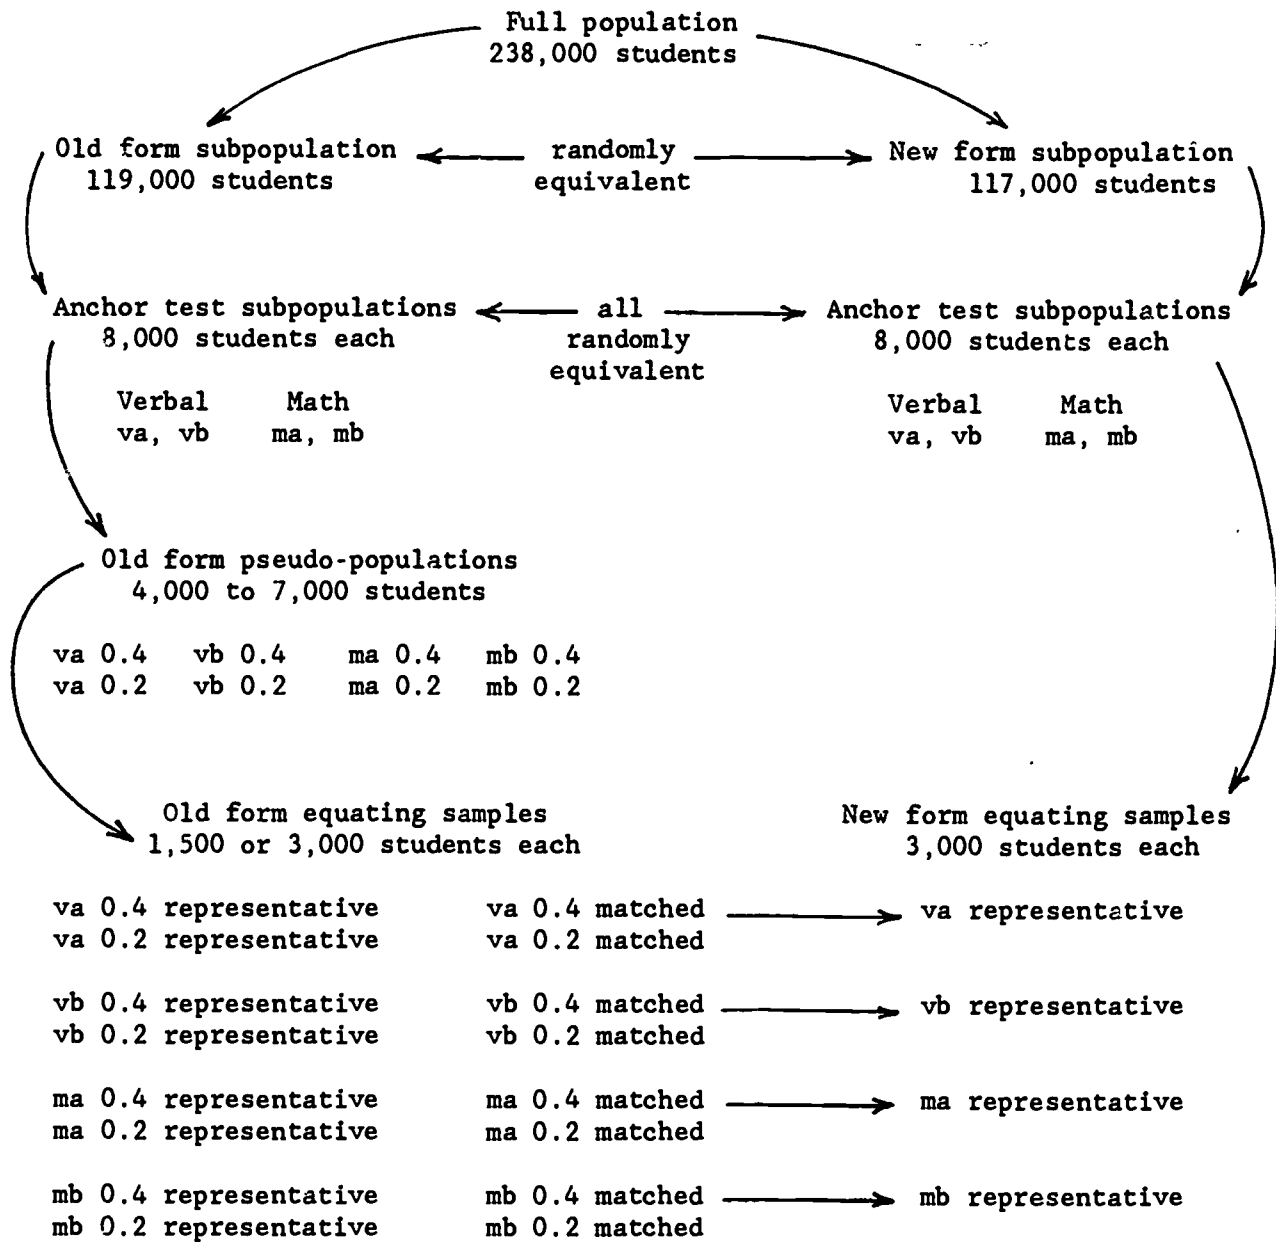 Full population
238,000 students
Old form subpopulation
119,000 students
randomly
equivalent
New form subpopulation
117,000 students
Anchor test subpopulations
8,000 students each
all
randomly
equivalent
Anchor test subpopulations
8,000 students each
Verbal Math
va, vb ma, mb
Verbal Math
va, vb ma, mb
Old form pseudo-populations
4,000 to 7,000 students
va 0.4 vb 0.4 ma 0.4 mb 0.4
va 0.2 vb 0.2 ma 0.2 mb 0.2
Old form equating samples
1,500 or 3,000 students each
New form equating samples
3,000 students each
va 0.4 representative va 0.4 matched va representative
va 0.2 representative va 0.2 matched
vb 0.4 representative vb 0.4 matched vb representative
vb 0.2 representative vb 0.2 matched
ma 0.4 representative ma 0.4 matched ma representative
ma 0.2 representative ma 0.2 matched
mb 0.4 representative mb 0.4 matched mb representative
mb 0.2 representative mb 0.2 matched